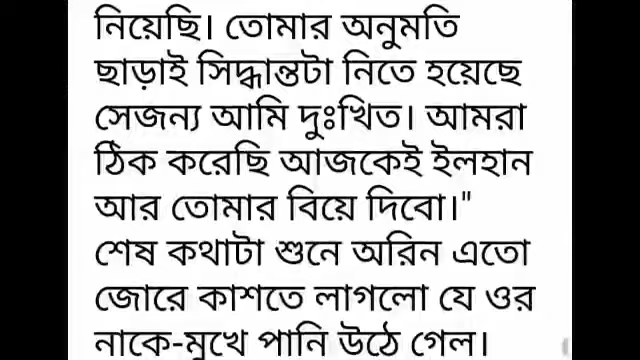 নিয়েছি। তোমার অনুমতি
ছাড়াই সিদ্ধান্তটা নিতে হয়েছে
সেজন্য আমি দুঃখিত। আমরা
ঠিক করেছি আজকেই ইলহান
আর তোমার বিয়ে দিবো।"
শেষ কথাটা শুনে অরিন এতো
জোরে কাশতে লাগলো যে ওর
নাকে-মুখে পানি উঠে গেল।